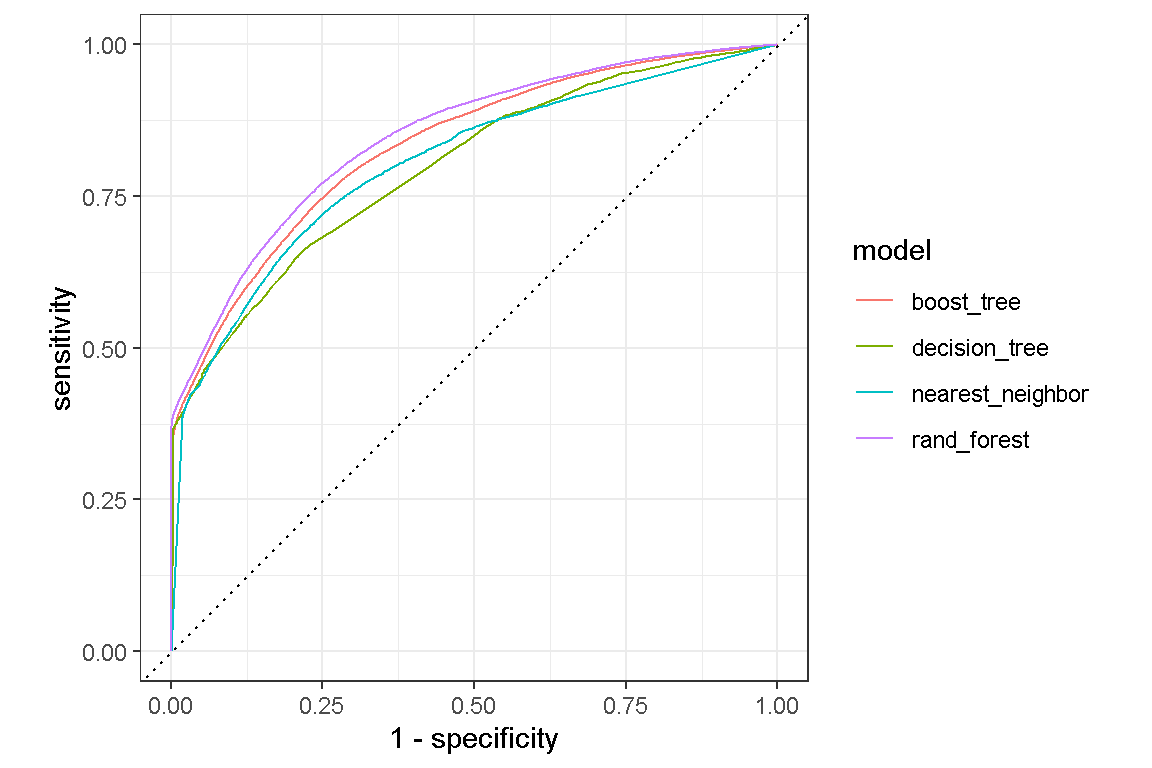 1.00
0.75
0.50
0.25
0.00
sensitivity
0.00 0.25 0.50 0.75 1.00
1 - specificity
model
boost_tree
decision_tree
nearest_neighbor
rand_forest